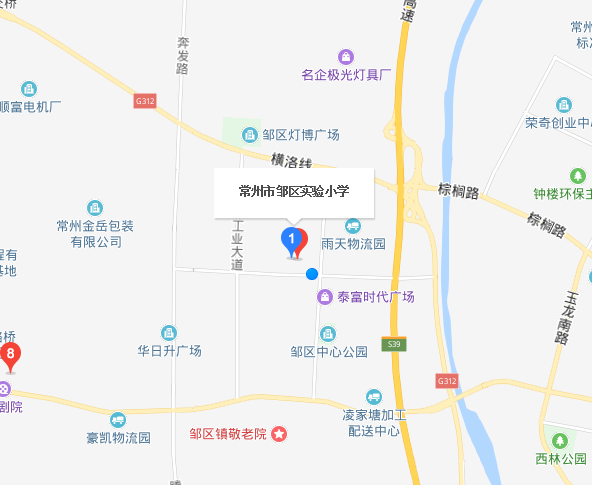 高速
奔发路
名企极光灯具厂
顺富电机厂
G312
荣奇创业中心
邹区灯博广场
横洛线
常州市邹区实验小学
棕榈路
钟楼环保主
常州金岳包装
有限公司
工业大道
1
雨天物流园
棕榈路
基地
泰富时代广场
玉龙南路
华日升广场
邹区中心公园
S39
8
G312
剧院
凌家塘加工
配送中心
豪凯物流园
邹区镇敬老院
西林公园